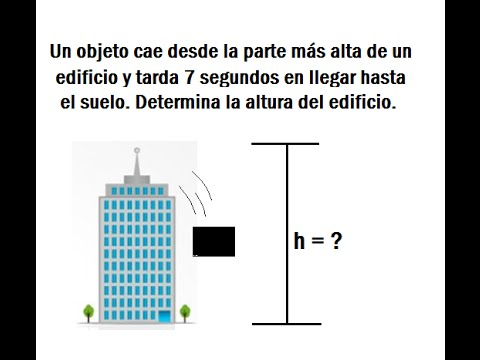 Un objeto cae desde la parte más alta de un
edificio y tarda 7 segundos en llegar hasta
el suelo. Determina la altura del edificio.
h = ?